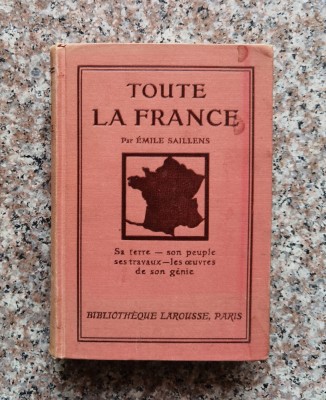 TOUTE
LA FRANCE
Par ÉMILE SAILLENS
Sa terre — son peuple
ses travaux — les œuvres
de son génie
BIBLIOTHÈQUE LAROUSSE, PARIS